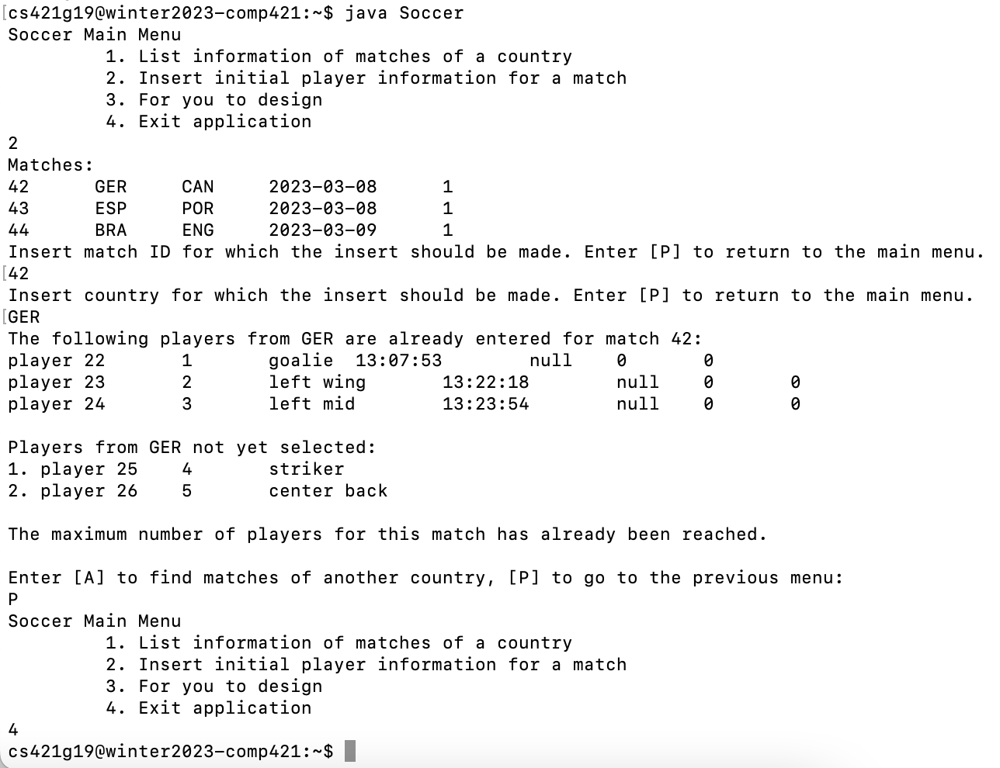 cs421g19@winter2023-comp421:~$ java Soccer
Soccer Main Menu
         1. List information of matches of a country
         2. Insert initial player information for a match
         3. For you to design
         4. Exit application
2
Matches:
42      GER     CAN     2023-03-08      1
43      ESP     POR     2023-03-08      1
44      BRA     ENG     2023-03-09      1
Insert match ID for which the insert should be made. Enter [P] to return to the main menu.
42
Insert country for which the insert should be made. Enter [P] to return to the main menu.
GER
The following players from GER are already entered for match 42:
player 22       1       goalie  13:07:53        null    0       0
player 23       2       left wing       13:22:18        null    0       0
player 24       3       left mid        13:23:54        null    0       0

Players from GER not yet selected:
1. player 25    4       striker
2. player 26    5       center back

The maximum number of players for this match has already been reached.

Enter [A] to find matches of another country, [P] to go to the previous menu:
P
Soccer Main Menu
         1. List information of matches of a country
         2. Insert initial player information for a match
         3. For you to design
         4. Exit application
4
cs421g19@winter2023-comp421:~$